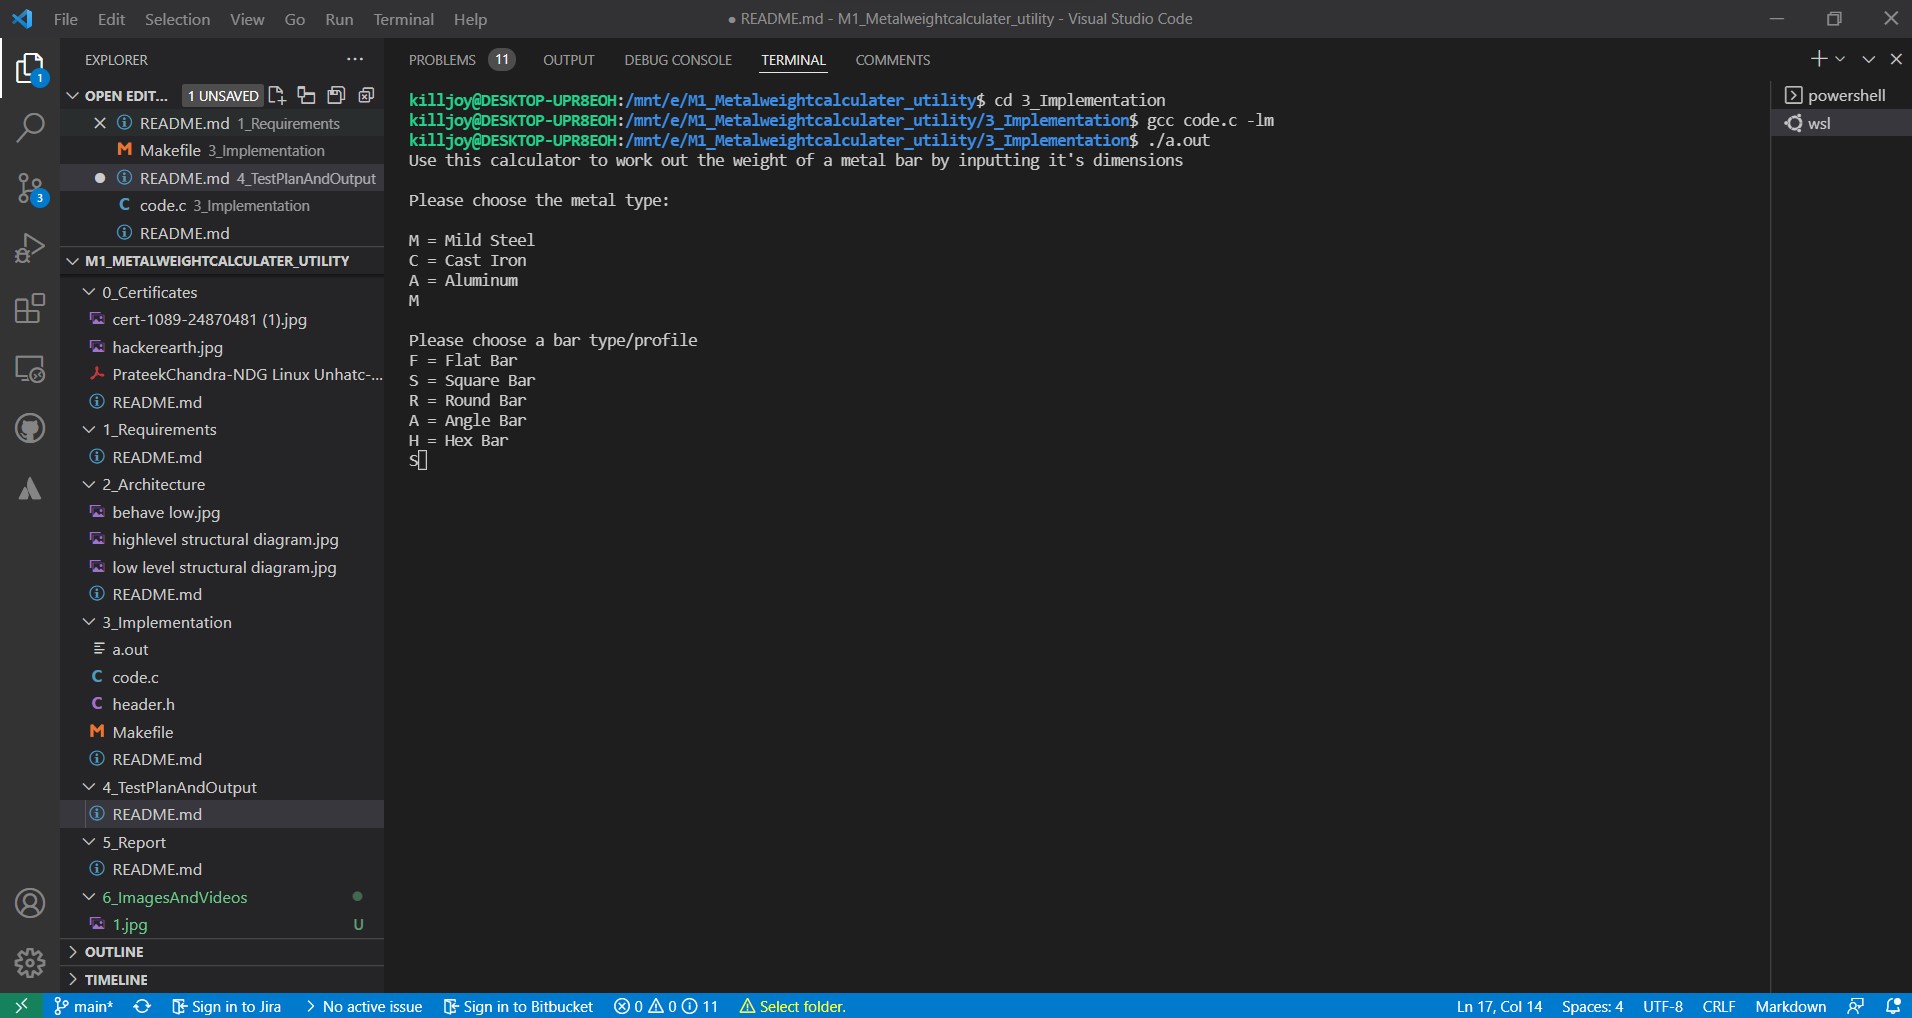 File Edit Selection View Go Run Terminal Help
● README.md - M1_Metalweightcalculater_utility - Visual Studio Code
EXPLORER
OPEN EDIT... 1 UNSAVED
README.md 1_Requirements
Makefile 3_Implementation
README.md 4_TestPlanAndOutput
code.c 3_Implementation
README.md
M1_METALWEIGHTCALCULATER_UTILITY
0_Certificates
cert-1089-24870481 (1).jpg
hackerearth.jpg
PrateekChandra-NDG Linux Unhatc-...
README.md
1_Requirements
README.md
2_Architecture
behave low.jpg
highlevel structural diagram.jpg
low level structural diagram.jpg
README.md
3_Implementation
a.out
code.c
header.h
Makefile
README.md
4_TestPlanAndOutput
README.md
5_Report
README.md
6_ImagesAndVideos
1.jpg U
OUTLINE
TIMELINE
1
3
PROBLEMS 11 OUTPUT DEBUG CONSOLE TERMINAL COMMENTS
killjoy@DESKTOP-UPR8EOH:/mnt/e/M1_Metalweightcalculater_utility$ cd 3_Implementation
killjoy@DESKTOP-UPR8EOH:/mnt/e/M1_Metalweightcalculater_utility/3_Implementation$ gcc code.c -lm
killjoy@DESKTOP-UPR8EOH:/mnt/e/M1_Metalweightcalculater_utility/3_Implementation$ ./a.out
Use this calculator to work out the weight of a metal bar by inputting it's dimensions
Please choose the metal type:
M = Mild Steel
C = Cast Iron
A = Aluminum
M
Please choose a bar type/profile
F = Flat Bar
S = Square Bar
R = Round Bar
A = Angle Bar
H = Hex Bar
S
powershell
wsl
main* Sign in to Jira No active issue Sign in to Bitbucket 0 0 11 Select folder. Ln 17, Col 14 Spaces: 4 UTF-8 CRLF Markdown